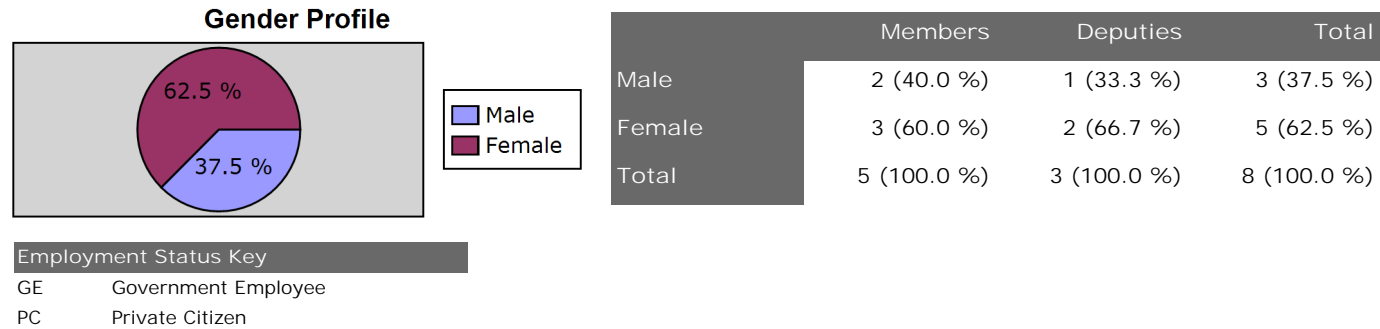 Gender Profile
62.5 %
37.5 %
Male
Female
Members Deputies Total
Male 2 (40.0 %) 1 (33.3 %) 3 (37.5 %)
Female 3 (60.0 %) 2 (66.7 %) 5 (62.5 %)
Total 5 (100.0 %) 3 (100.0 %) 8 (100.0 %)
Employment Status Key
GE Government Employee
PC Private Citizen